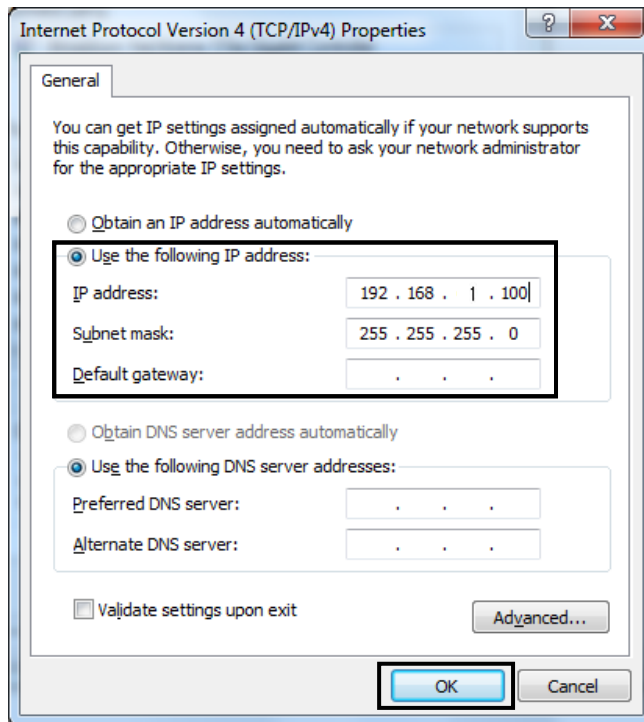 Internet Protocol Version 4 (TCP/IPv4) Properties
?
X
General
You can get IP settings assigned automatically if your network supports
this capability. Otherwise, you need to ask your network administrator
for the appropriate IP settings.
Obtain an IP address automatically
Use the following IP address:
IP address: 192 . 168 . 1 . 100
Subnet mask: 255 . 255 . 255 . 0
Default gateway: . . .
Obtain DNS server address automatically
Use the following DNS server addresses:
Preferred DNS server: . . .
Alternate DNS server: . . .
Validate settings upon exit
Advanced...
OK Cancel